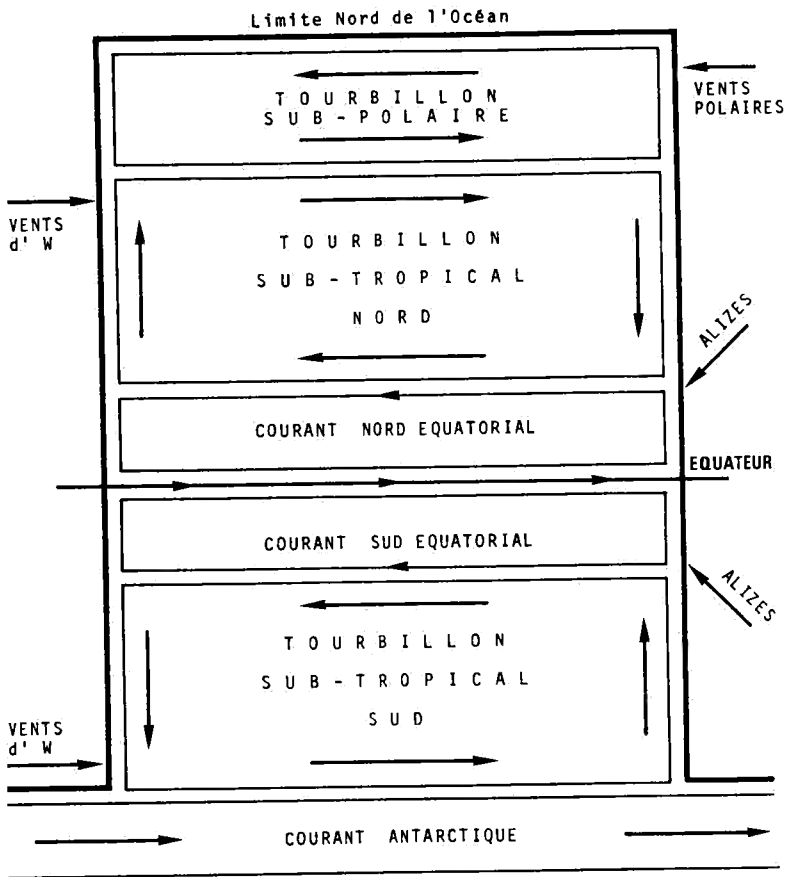 Limite Nord de l'Océan
VENTS
POLAIRES
TOURBILLON
SUB-POLAIRE
VENTS
d' W
TOURBILLON
SUB-TROPICAL
NORD
ALIZES
COURANT NORD EQUATORIAL
EQUATEUR
COURANT SUD EQUATORIAL
ALIZES
TOURBILLON
SUB-TROPICAL
SUD
VENTS
d' W
COURANT ANTARCTIQUE